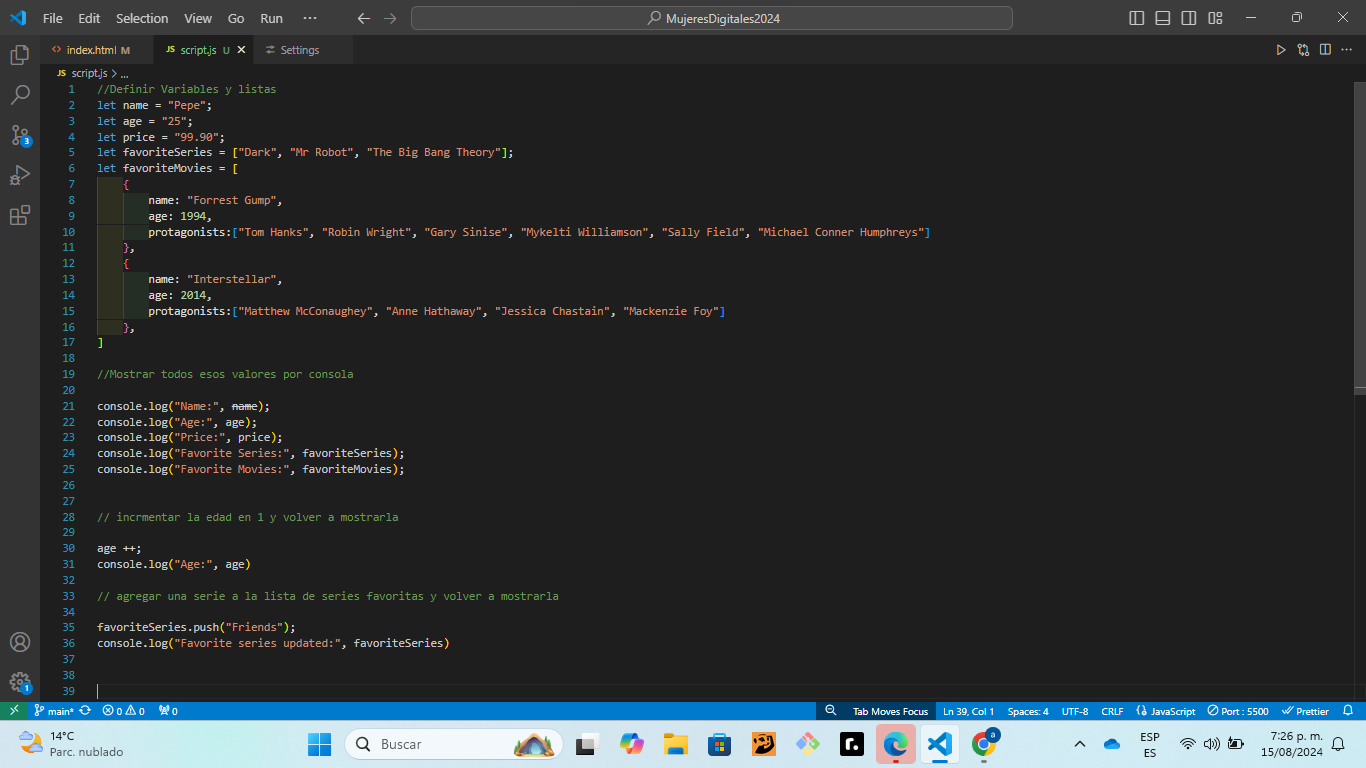 File Edit Selection View Go Run ··· MujeresDigitales2024
index.html M script.js U Settings
JS script.js > ...
1 //Definir Variables y listas
2 let name = "Pepe";
3 let age = "25";
4 let price = "99.90";
5 let favoriteSeries = ["Dark", "Mr Robot", "The Big Bang Theory"];
6 let favoriteMovies = [
7 {
8 name: "Forrest Gump",
9 age: 1994,
10 protagonists:["Tom Hanks", "Robin Wright", "Gary Sinise", "Mykelti Williamson", "Sally Field", "Michael Conner Humphreys"]
11 },
12 {
13 name: "Interstellar",
14 age: 2014,
15 protagonists:["Matthew McConaughey", "Anne Hathaway", "Jessica Chastain", "Mackenzie Foy"]
16 },
17 ]
18
19 //Mostrar todos esos valores por consola
20
21 console.log("Name:", name);
22 console.log("Age:", age);
23 console.log("Price:", price);
24 console.log("Favorite Series:", favoriteSeries);
25 console.log("Favorite Movies:", favoriteMovies);
26
27
28 // incrmentar la edad en 1 y volver a mostrarla
29
30 age ++;
31 console.log("Age:", age)
32
33 // agregar una serie a la lista de series favoritas y volver a mostrarla
34
35 favoriteSeries.push("Friends");
36 console.log("Favorite series updated:", favoriteSeries)
37
38
39
3
1
main* 0 0 0 Tab Moves Focus Ln 39, Col 1 Spaces: 4 UTF-8 CRLF JavaScript Port : 5500 Prettier
14°C
Parc. nublado
Buscar
a
ESP
ES
7:26 p. m.
15/08/2024